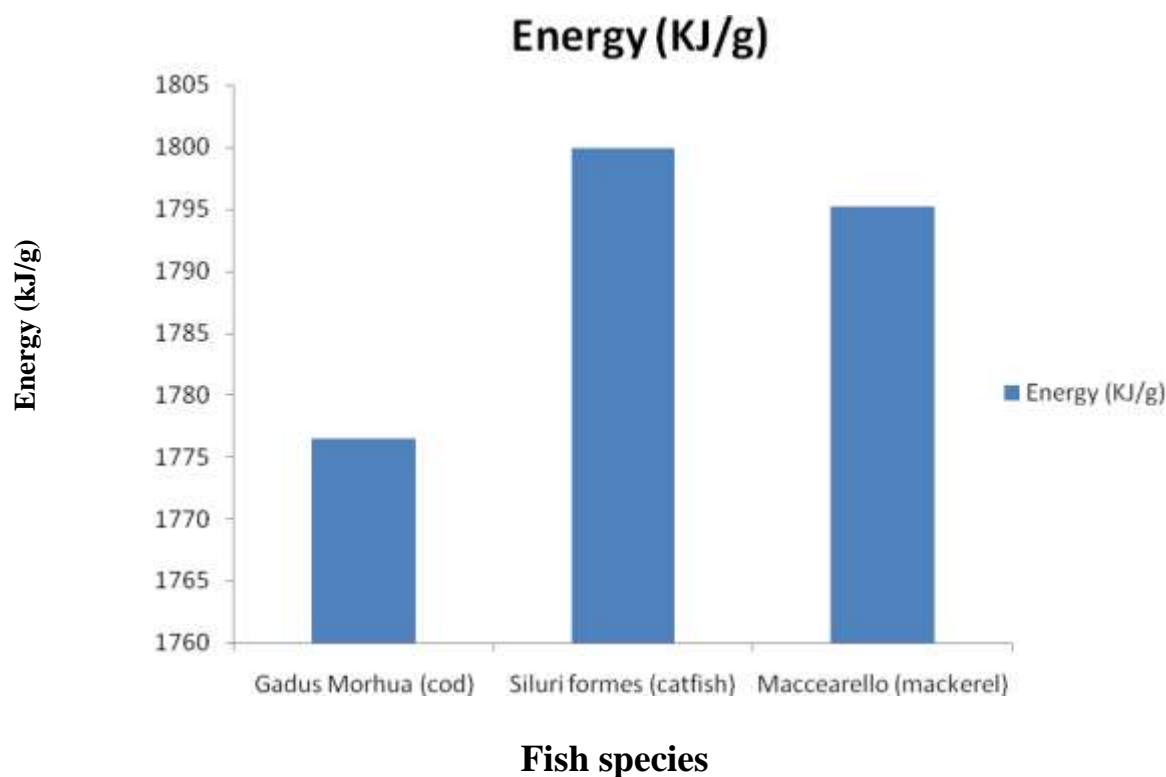 Energy (KJ/g)
Energy (kJ/g)
1805
1800
1795
1790
1785
1780
1775
1770
1765
1760
Gadus Morhua (cod)
Siluri formes (catfish)
Maccearello (mackerel)
Energy (KJ/g)
Fish species